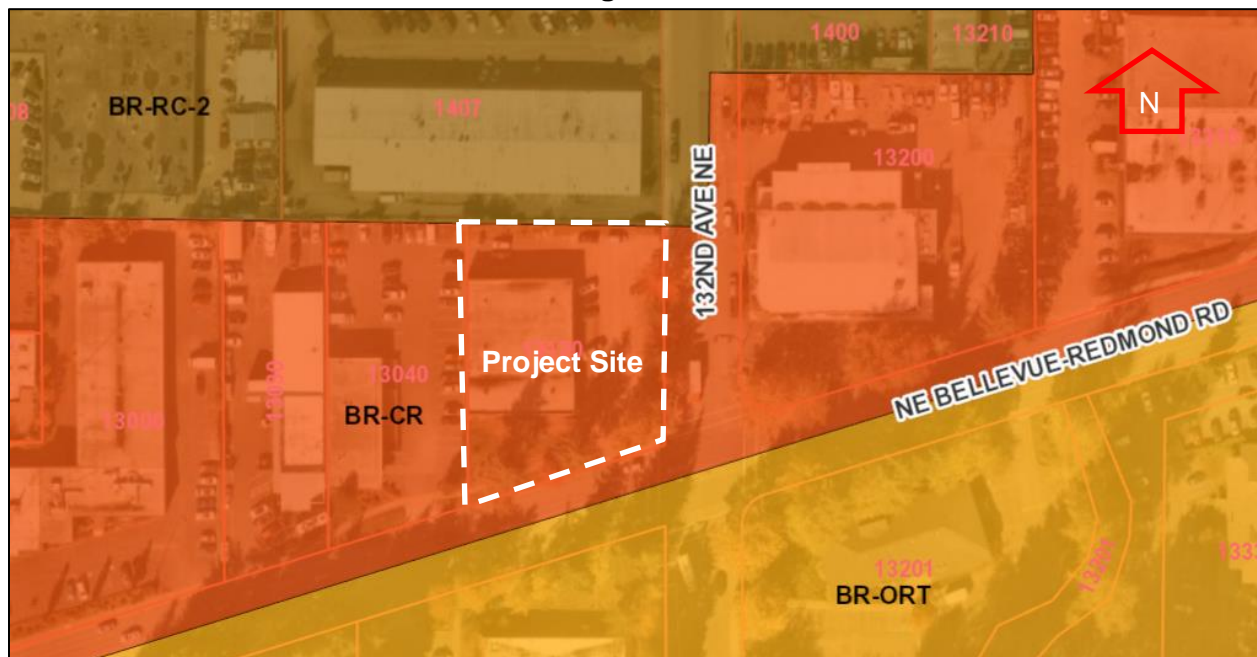 1400
13210
N
BR-RC-2
1407
13200
132ND AVE NE
Project Site
13040
BR-CR
NE BELLEVUE-REDMOND RD
13201
13201
BR-ORT